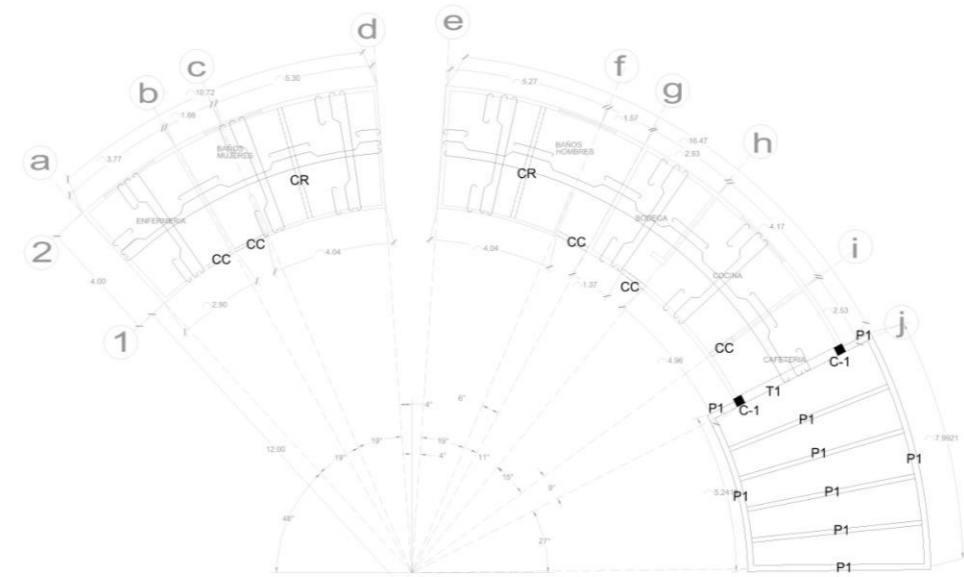 d
e
c
f
b
g
a
h
2
i
1
j
5.30
10.72
1.66
3.77
5.27
1.57
16.47
2.93
4.17
2.53
BAÑOS
MUJERES
BAÑOS
HOMBRES
ENFERMERIA
BODEGA
COCINA
CAFETERIA
CR
CR
CC
CC
CC
CC
CC
4.00
2.90
4.04
4.04
1.37
4.96
P1
C-1
T1
P1
C-1
P1
P1
P1
P1
P1
P1
P1
7.9921
5.241
12.00
4°
6°
19°
19°
19°
4°
11°
15°
9°
48°
27°